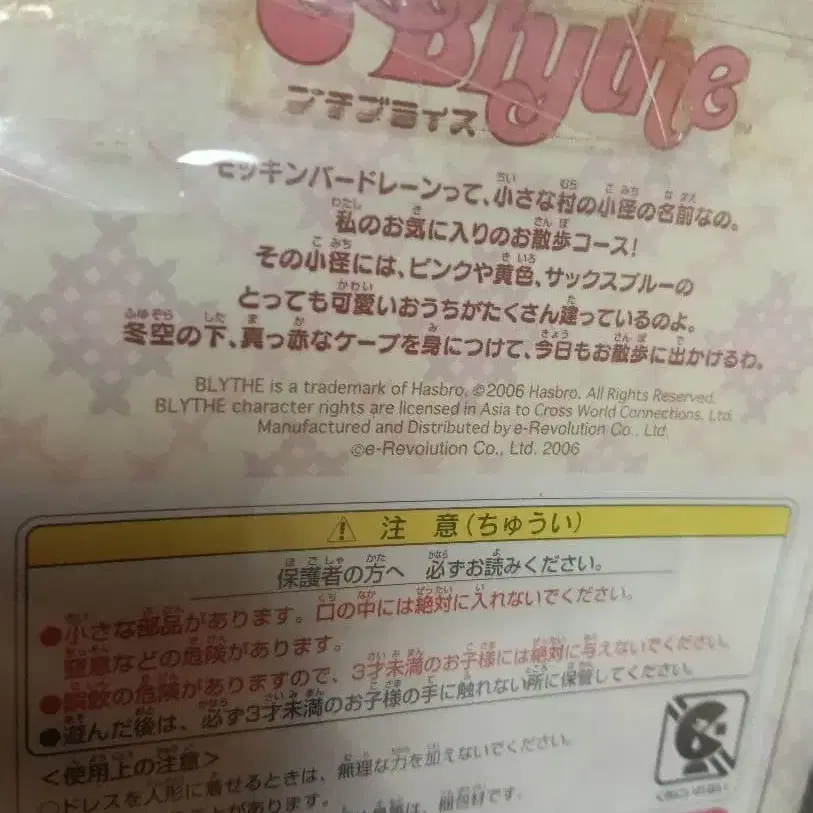 Blythe
プチブライス
モッキンバードレーンって、小さな村の小径の名前なの。
私のお気に入りのお散歩コース!
その小径には、ピンクや黄色、サックスブルーの
とっても可愛いおうちがたくさん建っているのよ。
冬空の下、真っ赤なケープを身につけて、今日もお散歩に出かけるわ。
BLYTHE is a trademark of Hasbro, ©2006 Hasbro. All Rights Reserved.
BLYTHE character rights are licensed in Asia to Cross World Connections, Ltd.
Manufactured and Distributed by e-Revolution Co., Ltd.
©e-Revolution Co., Ltd. 2006
注 意(ちゅうい)
保護者の方へ 必ずお読みください。
●小さな部品があります。口の中には絶対に入れないでください。
窒息などの危険があります。
●誤飲の危険がありますので、3才未満のお子様には絶対に与えないでください。
●遊んだ後は、必ず3才未満のお子様の手に触れない所に保管してください。
<使用上の注意>
○ドレスを人形に着せるときは、無理な力を加えないでください。
ことがあります。
は、梱包材です。